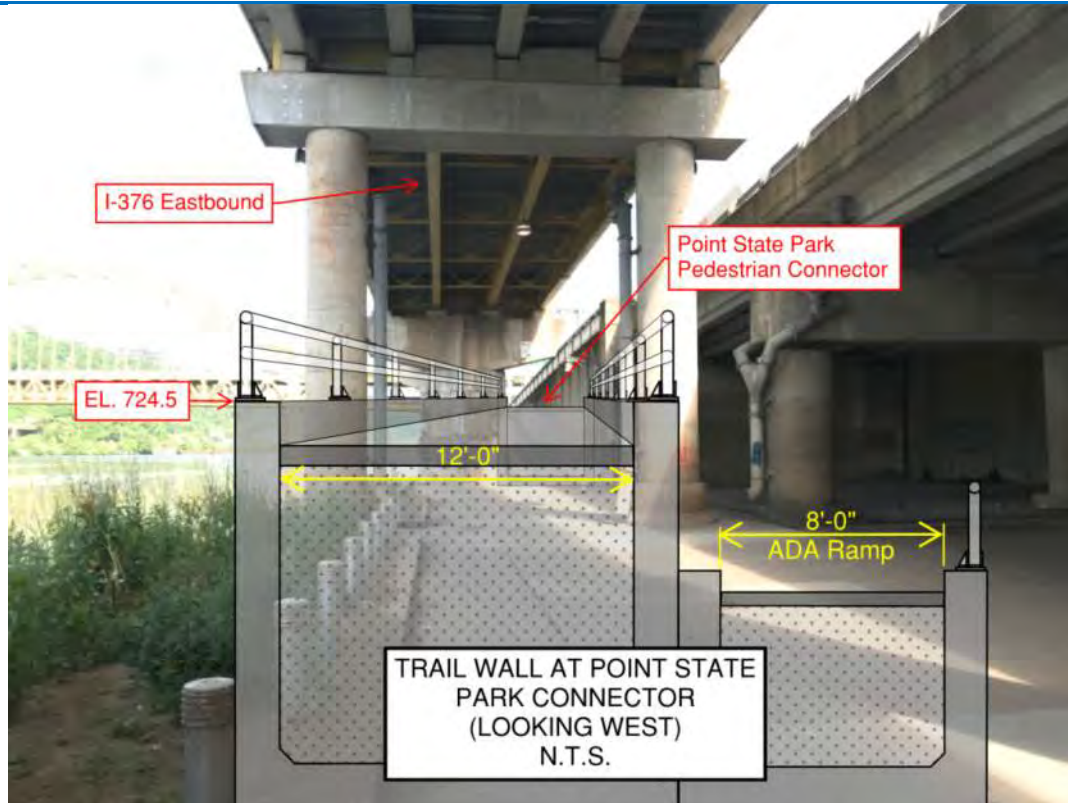 I-376 Eastbound
Point State Park
Pedestrian Connector
EL. 724.5
12'-0"
8'-0"
ADA Ramp
TRAIL WALL AT POINT STATE
PARK CONNECTOR
(LOOKING WEST)
N.T.S.